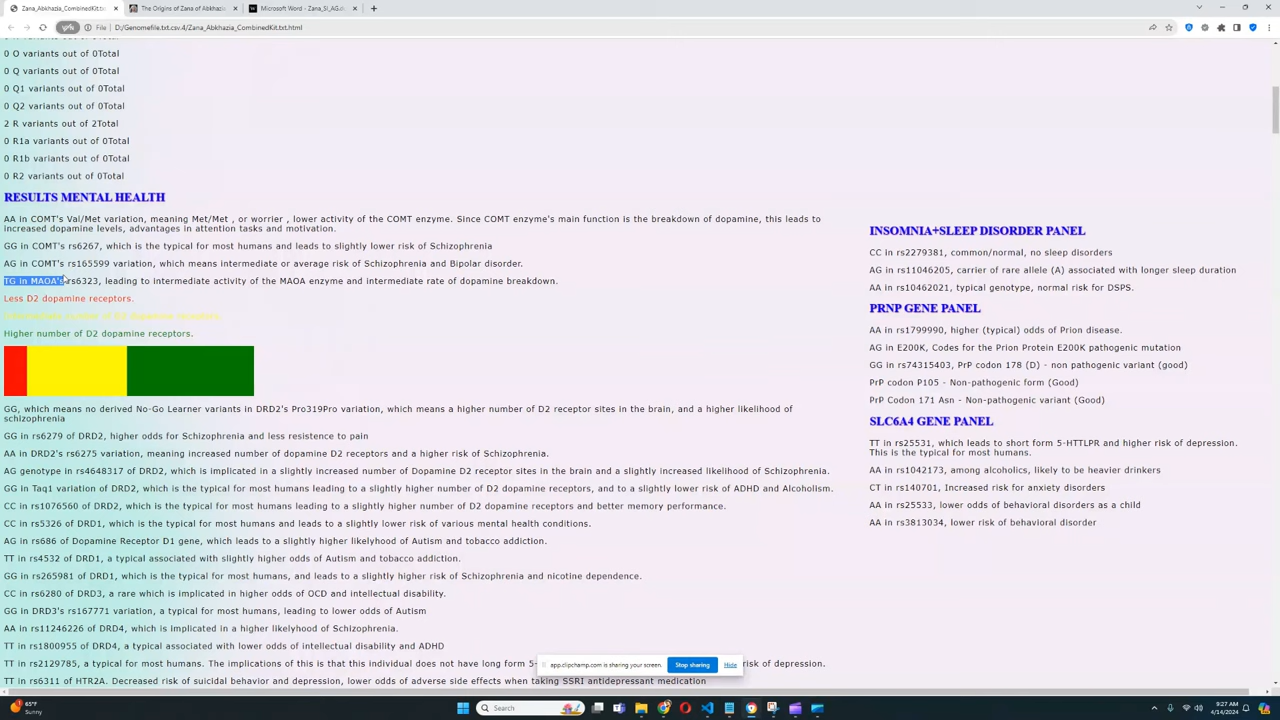 Zana_Abkhazia_CombinedKit.txt.txt
The Origins of Zana of Abkhazia
Microsoft Word - Zana_SI_AG.d
File
D:/Genomefile.txt.csv.4/Zana_Abkhazia_CombinedKit.txt.html
0 O variants out of 0Total
0 Q variants out of 0Total
0 Q1 variants out of 0Total
0 Q2 variants out of 0Total
2 R variants out of 2Total
0 R1a variants out of 0Total
0 R1b variants out of 0Total
0 R2 variants out of 0Total
RESULTS MENTAL HEALTH
AA in COMT's Val/Met variation, meaning Met/Met , or worrier , lower activity of the COMT enzyme. Since COMT enzyme's main function is the breakdown of dopamine, this leads to
increased dopamine levels, advantages in attention tasks and motivation.
GG in COMT's rs6267, which is the typical for most humans and leads to slightly lower risk of Schizophrenia
AG in COMT's rs165599 variation, which means intermediate or average risk of Schizophrenia and Bipolar disorder.
TG in MAOA's rs6323, leading to intermediate activity of the MAOA enzyme and intermediate rate of dopamine breakdown.
Less D2 dopamine receptors.
Higher number of D2 dopamine receptors.
GG, which means no derived No-Go Learner variants in DRD2's Pro319Pro variation, which means a higher number of D2 receptor sites in the brain, and a higher likelihood of
schizophrenia
GG in rs6279 of DRD2, higher odds for Schizophrenia and less resistence to pain
AA in DRD2's rs6275 variation, meaning increased number of dopamine D2 receptors and a higher risk of Schizophrenia.
AG genotype in rs4648317 of DRD2, which is implicated in a slightly increased number of Dopamine D2 receptor sites in the brain and a slightly increased likelihood of Schizophrenia.
GG in Taq1 variation of DRD2, which is the typical for most humans leading to a slightly higher number of D2 dopamine receptors, and to a slightly lower risk of ADHD and Alcoholism.
CC in rs1076560 of DRD2, which is the typical for most humans leading to a slightly higher number of D2 dopamine receptors and better memory performance.
CC in rs5326 of DRD1, which is the typical for most humans and leads to a slightly lower risk of various mental health conditions.
AG in rs686 of Dopamine Receptor D1 gene, which leads to a slightly higher likelyhood of Autism and tobacco addiction.
TT in rs4532 of DRD1, a typical associated with slightly higher odds of Autism and tobacco addiction.
GG in rs265981 of DRD1, which is the typical for most humans, and leads to a slightly higher risk of Schizophrenia and nicotine dependence.
CC in rs6280 of DRD3, a rare which is implicated in higher odds of OCD and intellectual disability.
GG in DRD3's rs167771 variation, a typical for most humans, leading to lower odds of Autism
AA in rs11246226 of DRD4, which is implicated in a higher likelyhood of Schizophrenia.
TT in rs1800955 of DRD4, a typical associated with lower odds of intellectual disability and ADHD
TT in rs2129785, a typical for most humans. The implications of this is that this individual does not have long form 5- risk of depression.
TT in rs6311 of HTR2A. Decreased risk of suicidal behavior and depression, lower odds of adverse side effects when taking SSRI antidepressant medication
INSOMNIA+SLEEP DISORDER PANEL
CC in rs2279381, common/normal, no sleep disorders
AG in rs11046205, carrier of rare allele (A) associated with longer sleep duration
AA in rs10462021, typical genotype, normal risk for DSPS.
PRNP GENE PANEL
AA in rs1799990, higher (typical) odds of Prion disease.
AG in E200K, Codes for the Prion Protein E200K pathogenic mutation
GG in rs74315403, PrP codon 178 (D) - non pathogenic variant (good)
PrP codon P105 - Non-pathogenic form (Good)
PrP Codon 171 Asn - Non-pathogenic variant (Good)
SLC6A4 GENE PANEL
TT in rs25531, which leads to short form 5-HTTLPR and higher risk of depression.
This is the typical for most humans.
AA in rs1042173, among alcoholics, likely to be heavier drinkers
CT in rs140701, Increased risk for anxiety disorders
AA in rs25533, lower odds of behavioral disorders as a child
AA in rs3813034, lower risk of behavioral disorder
app.clipchamp.com is sharing your screen.
Stop sharing
Hide
65°F
Sunny
Search
9:27 AM
4/14/2024